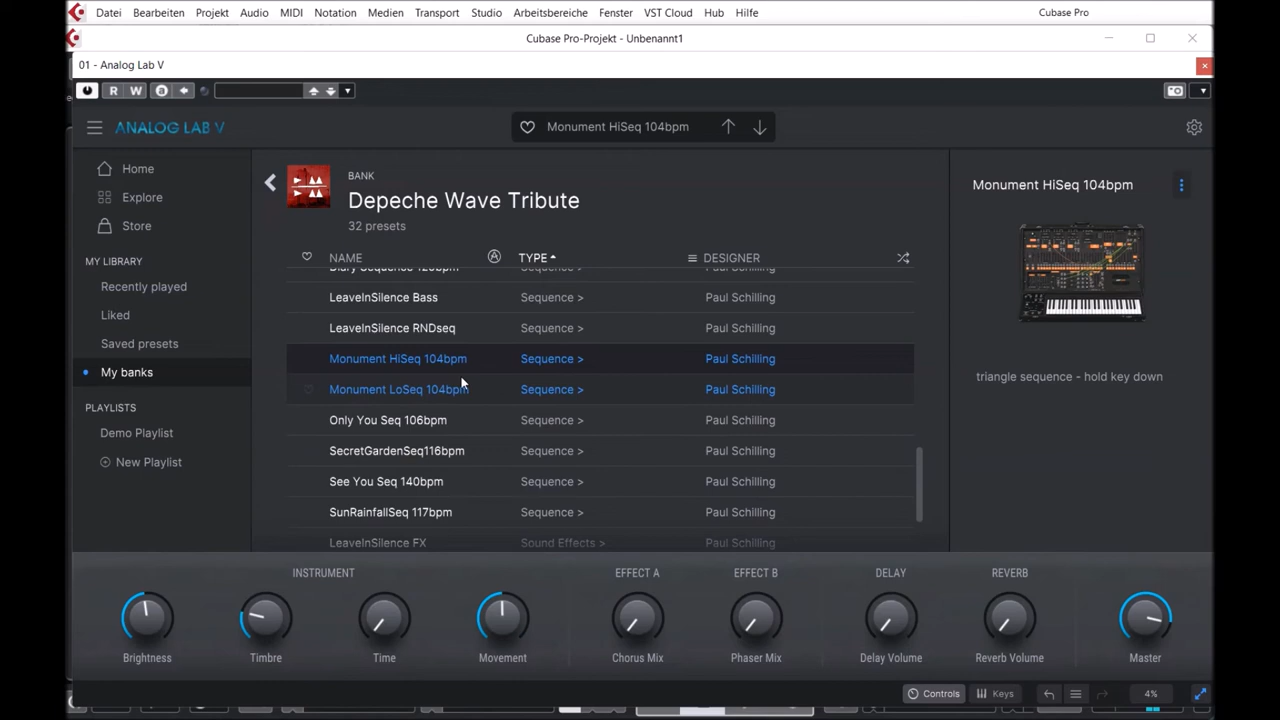 Datei Bearbeiten Projekt Audio MIDI Notation Medien Transport Studio Arbeitsbereiche Fenster VST Cloud Hub Hilfe Cubase Pro
Cubase Pro-Projekt - Unbenannt1
01 - Analog Lab V
R W a
ANALOG LAB V Monument HiSeq 104bpm
Home
Explore
Store
MY LIBRARY
Recently played
Liked
Saved presets
My banks
PLAYLISTS
Demo Playlist
New Playlist
BANK
Depeche Wave Tribute
32 presets
NAME TYPE DESIGNER
Diary Sequence 120bpm Sequence > Paul Schilling
LeaveInSilence Bass Sequence > Paul Schilling
LeaveInSilence RNDseq Sequence > Paul Schilling
Monument HiSeq 104bpm Sequence > Paul Schilling
Monument LoSeq 104bpm Sequence > Paul Schilling
Only You Seq 106bpm Sequence > Paul Schilling
SecretGardenSeq116bpm Sequence > Paul Schilling
See You Seq 140bpm Sequence > Paul Schilling
SunRainfallSeq 117bpm Sequence > Paul Schilling
LeaveInSilence FX Sound Effects > Paul Schilling
Monument HiSeq 104bpm
triangle sequence - hold key down
INSTRUMENT EFFECT A EFFECT B DELAY REVERB
Brightness Timbre Time Movement Chorus Mix Phaser Mix Delay Volume Reverb Volume Master
Controls Keys 4%